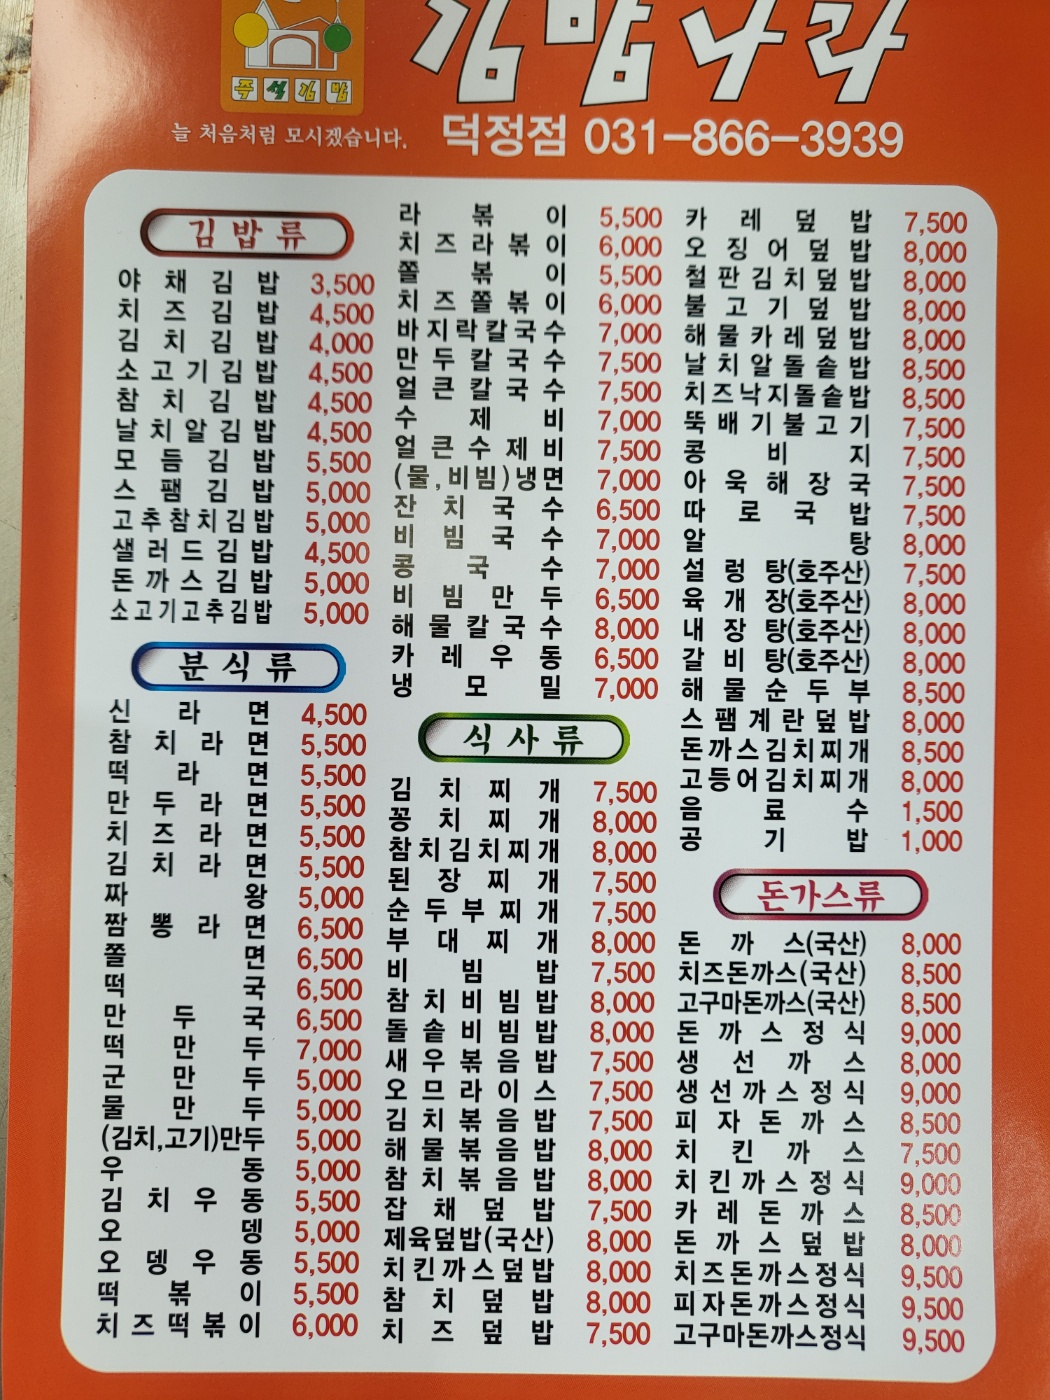 김밥나라
즉석김밥
늘 처음처럼 모시겠습니다.
덕정점 031-866-3939
김밥류
야채김밥 3,500
치즈김밥 4,500
김치김밥 4,000
소고기김밥 4,500
참치김밥 4,500
날치알김밥 4,500
모듬김밥 5,500
스팸김밥 5,000
고추참치김밥 5,000
샐러드김밥 4,500
돈까스김밥 5,000
소고기고추김밥 5,000
분식류
신라면 4,500
참치라면 5,500
떡라면 5,500
만두라면 5,500
치즈라면 5,500
김치라면 5,500
짜왕 5,000
짬뽕라면 6,500
쫄면 6,500
떡국 6,500
만두국 6,500
떡만두 7,000
군만두 5,000
물만두 5,000
(김치,고기)만두 5,000
우동 5,000
김치우동 5,500
오뎅 5,000
오뎅우동 5,500
떡볶이 5,500
치즈떡볶이 6,000
라볶이 5,500
치즈라볶이 6,000
쫄볶이 5,500
치즈쫄볶이 6,000
바지락칼국수 7,000
만두칼국수 7,500
얼큰칼국수 7,500
수제비 7,000
얼큰수제비 7,500
(물,비빔)냉면 7,000
잔치국수 6,500
비빔국수 7,000
콩국수 7,000
비빔만두 6,500
해물칼국수 8,000
카레우동 6,500
냉모밀 7,000
식사류
김치찌개 7,500
꽁치찌개 8,000
참치김치찌개 8,000
된장찌개 7,500
순두부찌개 7,500
부대찌개 8,000
비빔밥 7,500
참치비빔밥 8,000
돌솥비빔밥 8,000
새우볶음밥 7,500
오므라이스 7,500
김치볶음밥 7,500
해물볶음밥 8,000
참치볶음밥 8,000
잡채덮밥 7,500
제육덮밥(국산) 8,000
치킨까스덮밥 8,000
참치덮밥 8,000
치즈덮밥 7,500
카레덮밥 7,500
오징어덮밥 8,000
철판김치덮밥 8,000
불고기덮밥 8,000
해물카레덮밥 8,000
날치알돌솥밥 8,500
치즈낙지돌솥밥 8,500
뚝배기불고기 7,500
콩비지 7,500
아욱해장국 7,500
따로국밥 7,500
알탕 8,000
설렁탕(호주산) 7,500
육개장(호주산) 8,000
내장탕(호주산) 8,000
갈비탕(호주산) 8,000
해물순두부 8,500
스팸계란덮밥 8,000
돈까스김치찌개 8,500
고등어김치찌개 8,000
음료수 1,500
공기밥 1,000
돈가스류
돈까스(국산) 8,000
치즈돈까스(국산) 8,500
고구마돈까스(국산) 8,500
돈까스정식 9,000
생선까스 8,000
생선까스정식 9,000
피자돈까스 8,500
치킨까스 7,500
치킨까스정식 9,000
카레돈까스 8,500
돈까스덮밥 8,000
치즈돈까스정식 9,500
피자돈까스정식 9,500
고구마돈까스정식 9,500